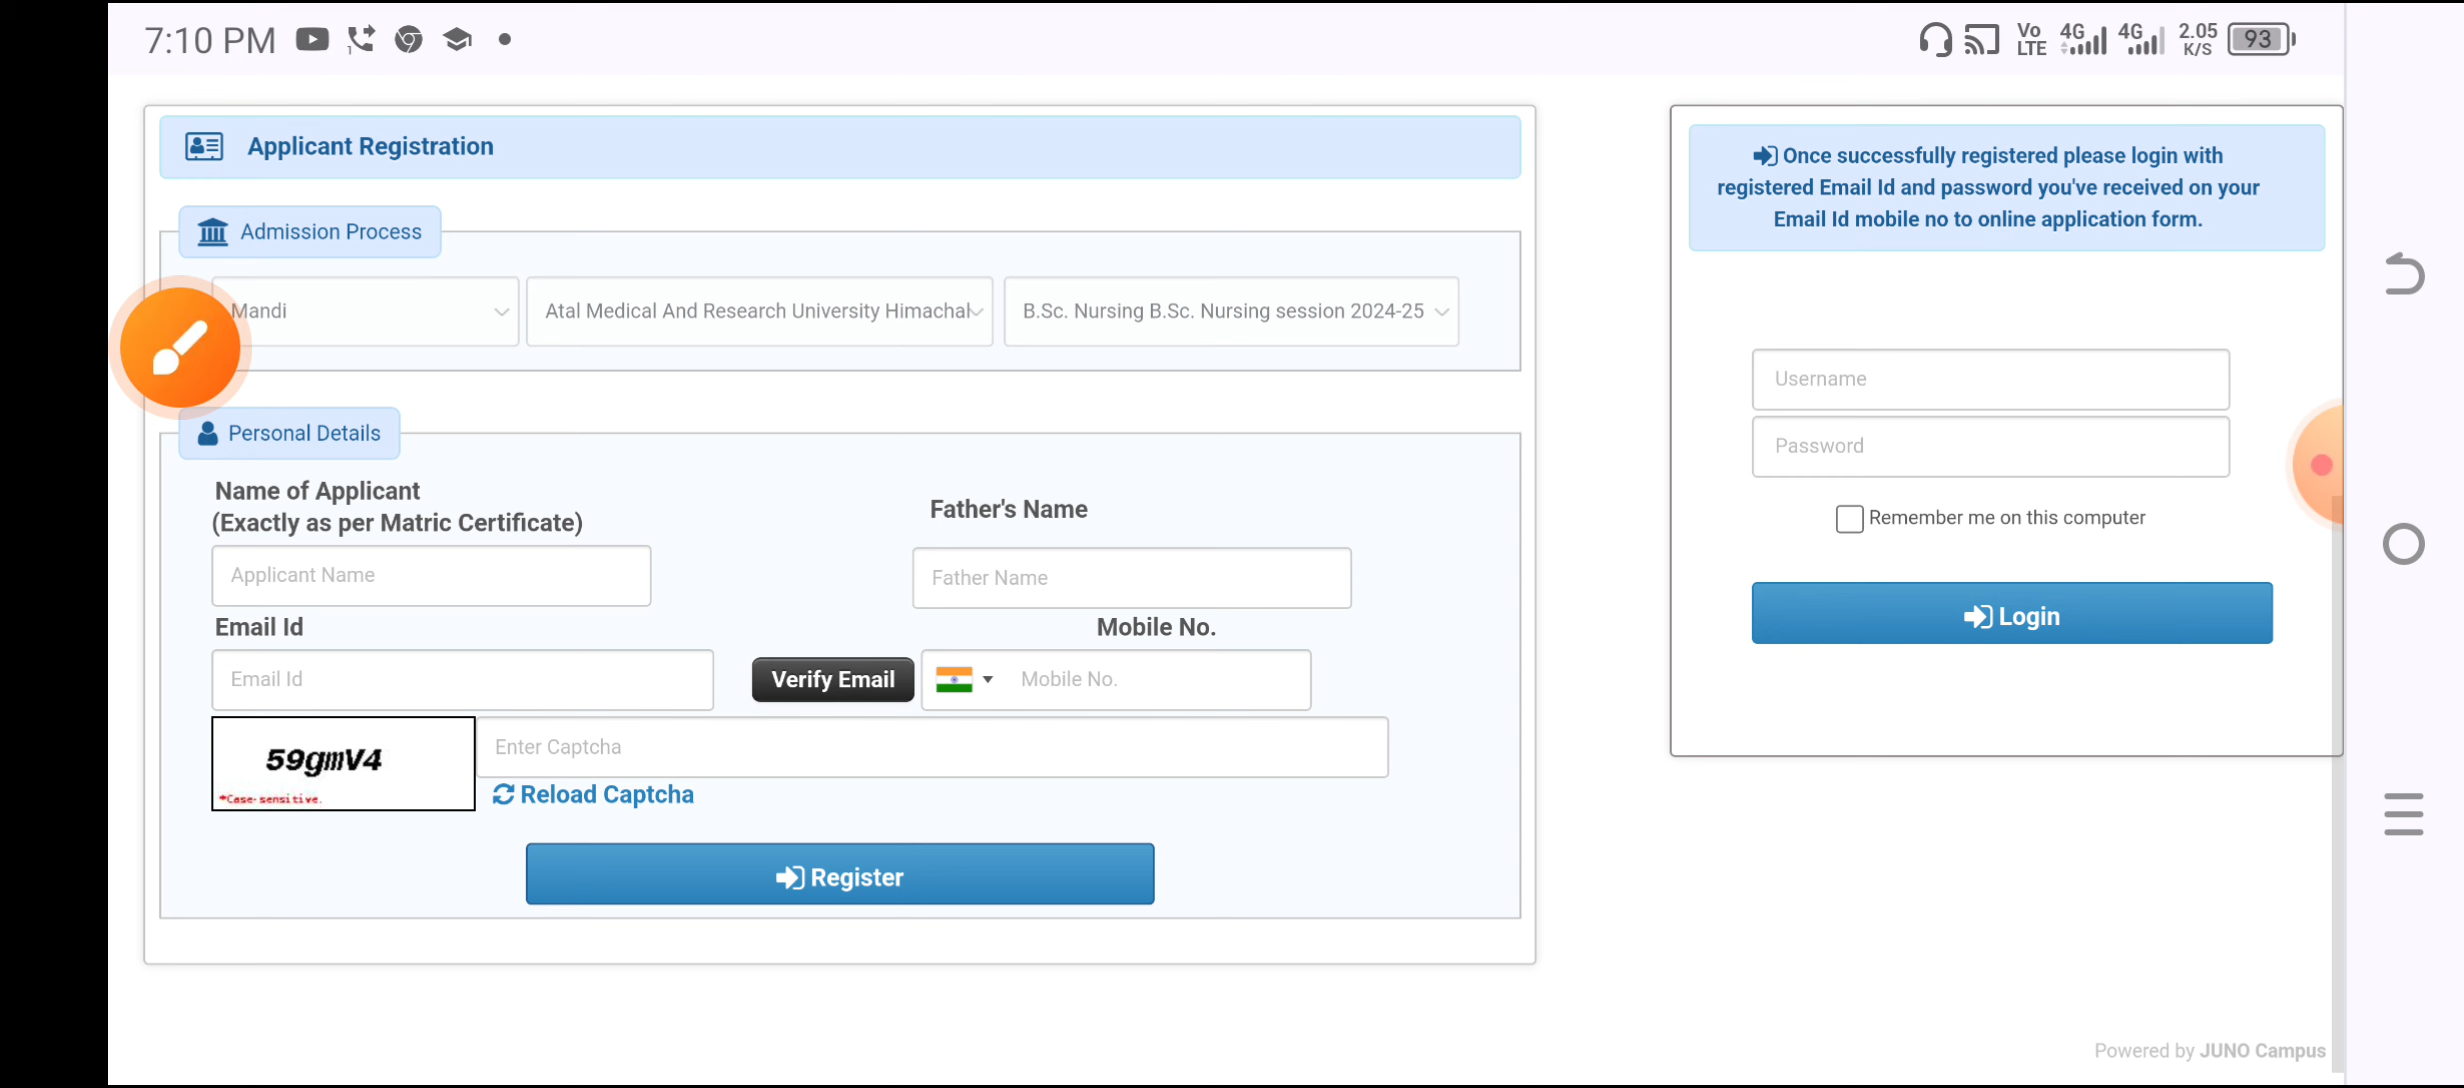 7:10 PM
1
Vo LTE 4G 4G 2.05 K/S 93
Applicant Registration
Admission Process
Mandi
Atal Medical And Research University Himachal
B.Sc. Nursing B.Sc. Nursing session 2024-25
Personal Details
Name of Applicant
(Exactly as per Matric Certificate)
Father's Name
Applicant Name
Father Name
Email Id
Mobile No.
Email Id
Verify Email
Mobile No.
59gmV4
*Case-sensitive.
Enter Captcha
Reload Captcha
Register
Once successfully registered please login with
registered Email Id and password you've received on your
Email Id mobile no to online application form.
Username
Password
Remember me on this computer
Login
Powered by JUNO Campus